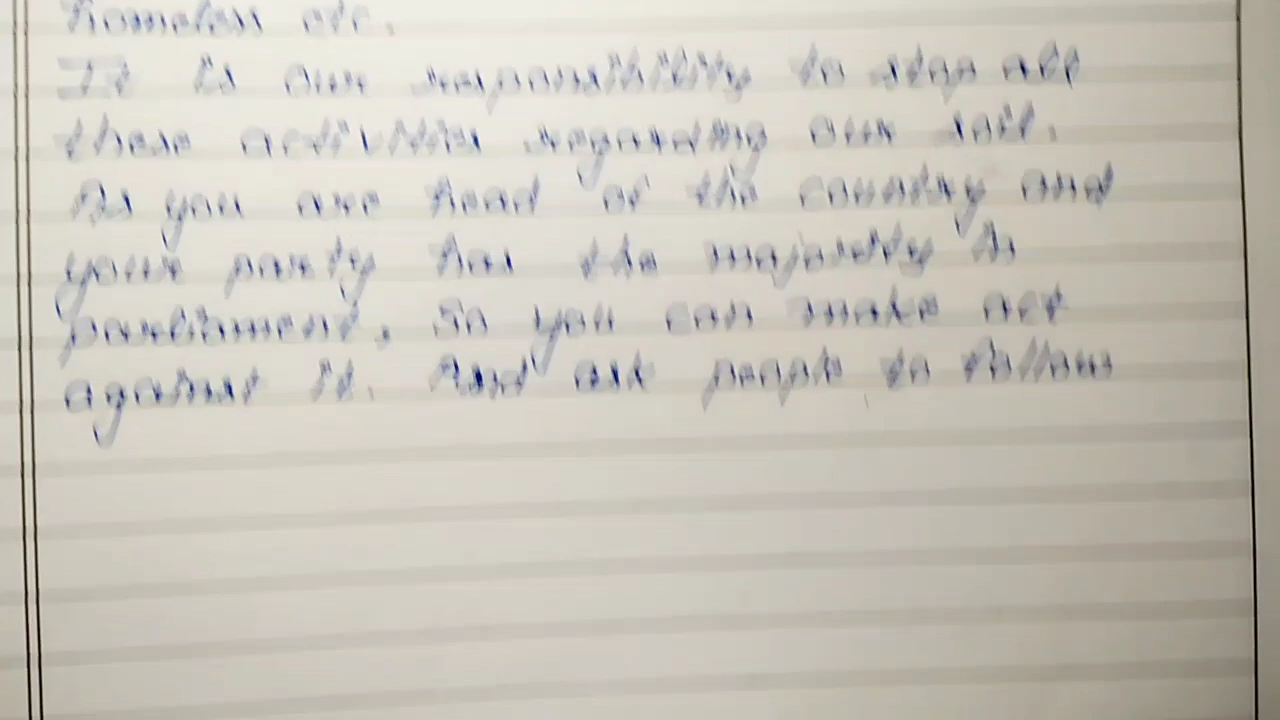 homeless etc.
It is our responsibility to stop all
these activities regarding our soil.
As you are head of the country and
your party has the majority in
parliament, so you can make act
against it. And ask people to follow